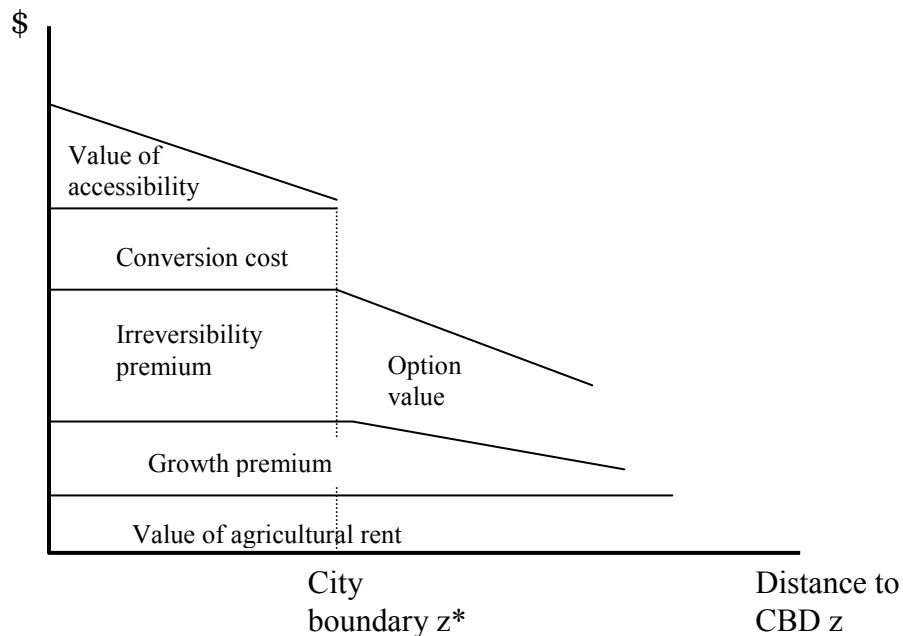 $
Value of
accessibility
Conversion cost
Irreversibility
premium
Option
value
Growth premium
Value of agricultural rent
City
boundary z*
Distance to
CBD z